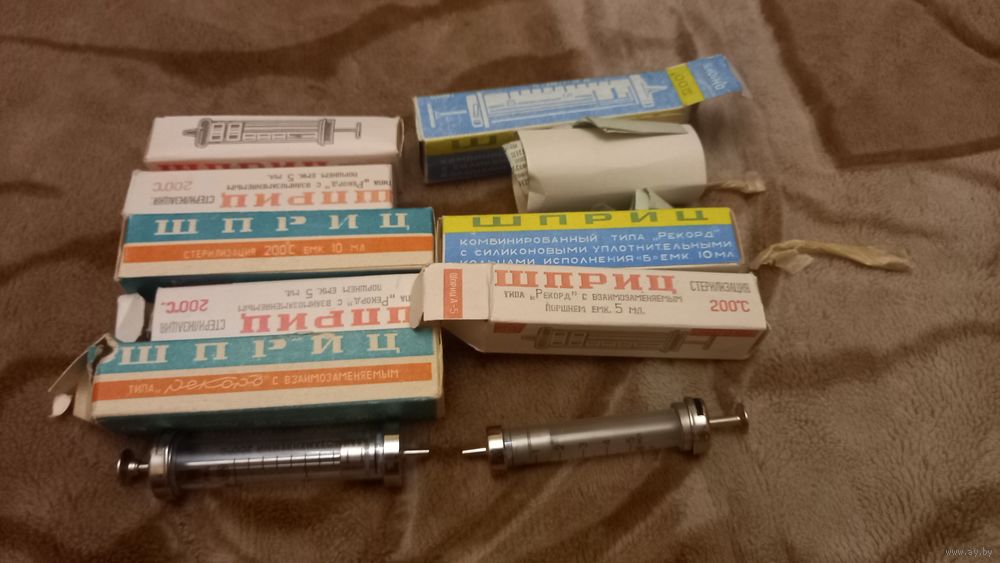 ШПРИЦ
ТИПА „Рекорд" С ВЗАИМОЗАМЕНЯЕМЫМ
ПОРШНЕМ ЕМК. 5 МЛ.
СТЕРИЛИЗАЦИЯ
200°С
ШПРИЦ
СТЕРИЛИЗАЦИЯ 200°С ЕМК 10 МЛ
ШПРИЦ
ТИПА „Рекорд" С ВЗАИМОЗАМЕНЯЕМЫМ
ПОРШНЕМ ЕМК. 5 МЛ.
СТЕРИЛИЗАЦИЯ
200°С.
ШПРИЦ
ТИПА „Рекорд" С ВЗАИМОЗАМЕНЯЕМЫМ
ШПРИЦ
КОМБИНИРОВАННЫЙ ТИПА „РЕКОРД"
С СИЛИКОНОВЫМИ УПЛОТНИТЕЛЬНЫМИ
КОЛЬЦАМИ ИСПОЛНЕНИЯ «Б» ЕМК. 10 МЛ.
ШПРИЦ
ТИПА „РЕКОРД" С ВЗАИМОЗАМЕНЯЕМЫМ
ПОРШНЕМ ЕМК. 5 МЛ.
СТЕРИЛИЗАЦИЯ
200°С
www.ay.by